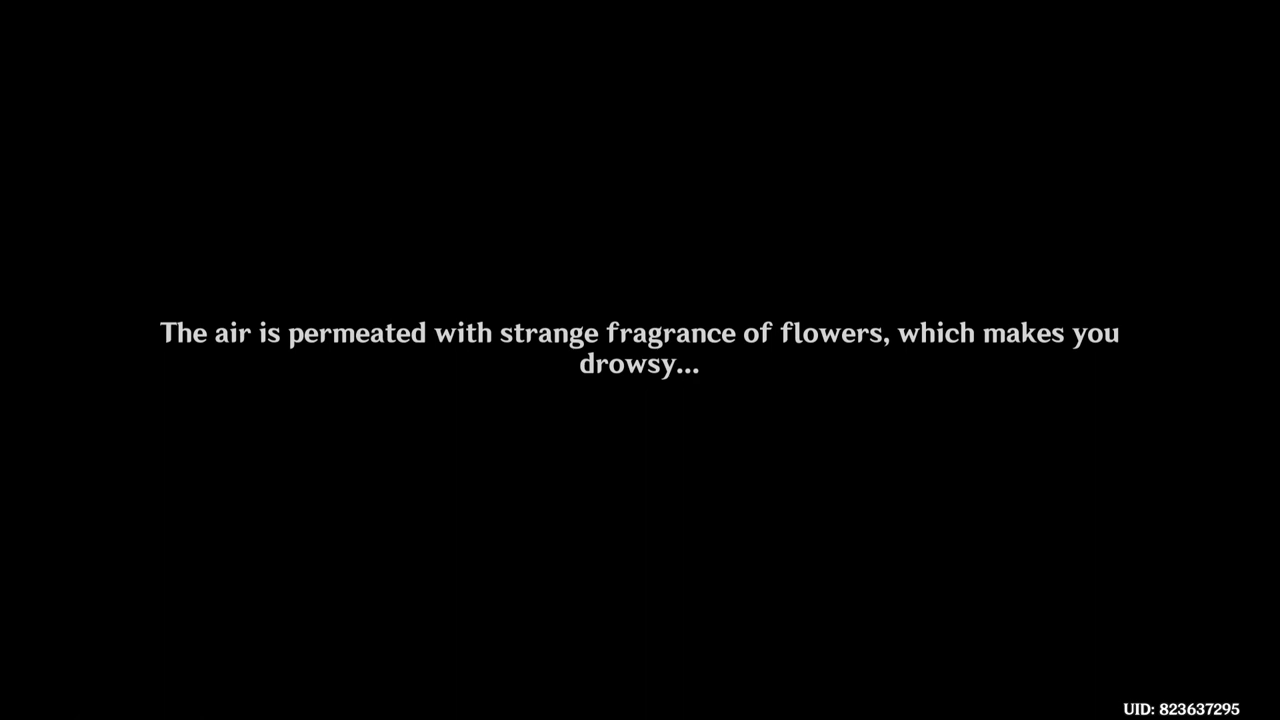 The air is permeated with strange fragrance of flowers, which makes you
drowsy...
UID: 823637295